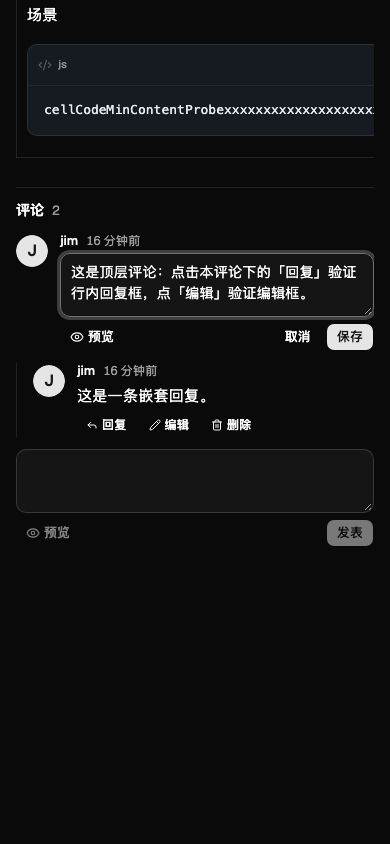 场景
</> js
cellCodeMinContentProbexxxxxxxxxxxxxxxxxxxx
评论 2
J
jim 16 分钟前
这是顶层评论：点击本评论下的「回复」验证
行内回复框，点「编辑」验证编辑框。
预览 取消 保存
J
jim 16 分钟前
这是一条嵌套回复。
回复 编辑 删除
预览 发表